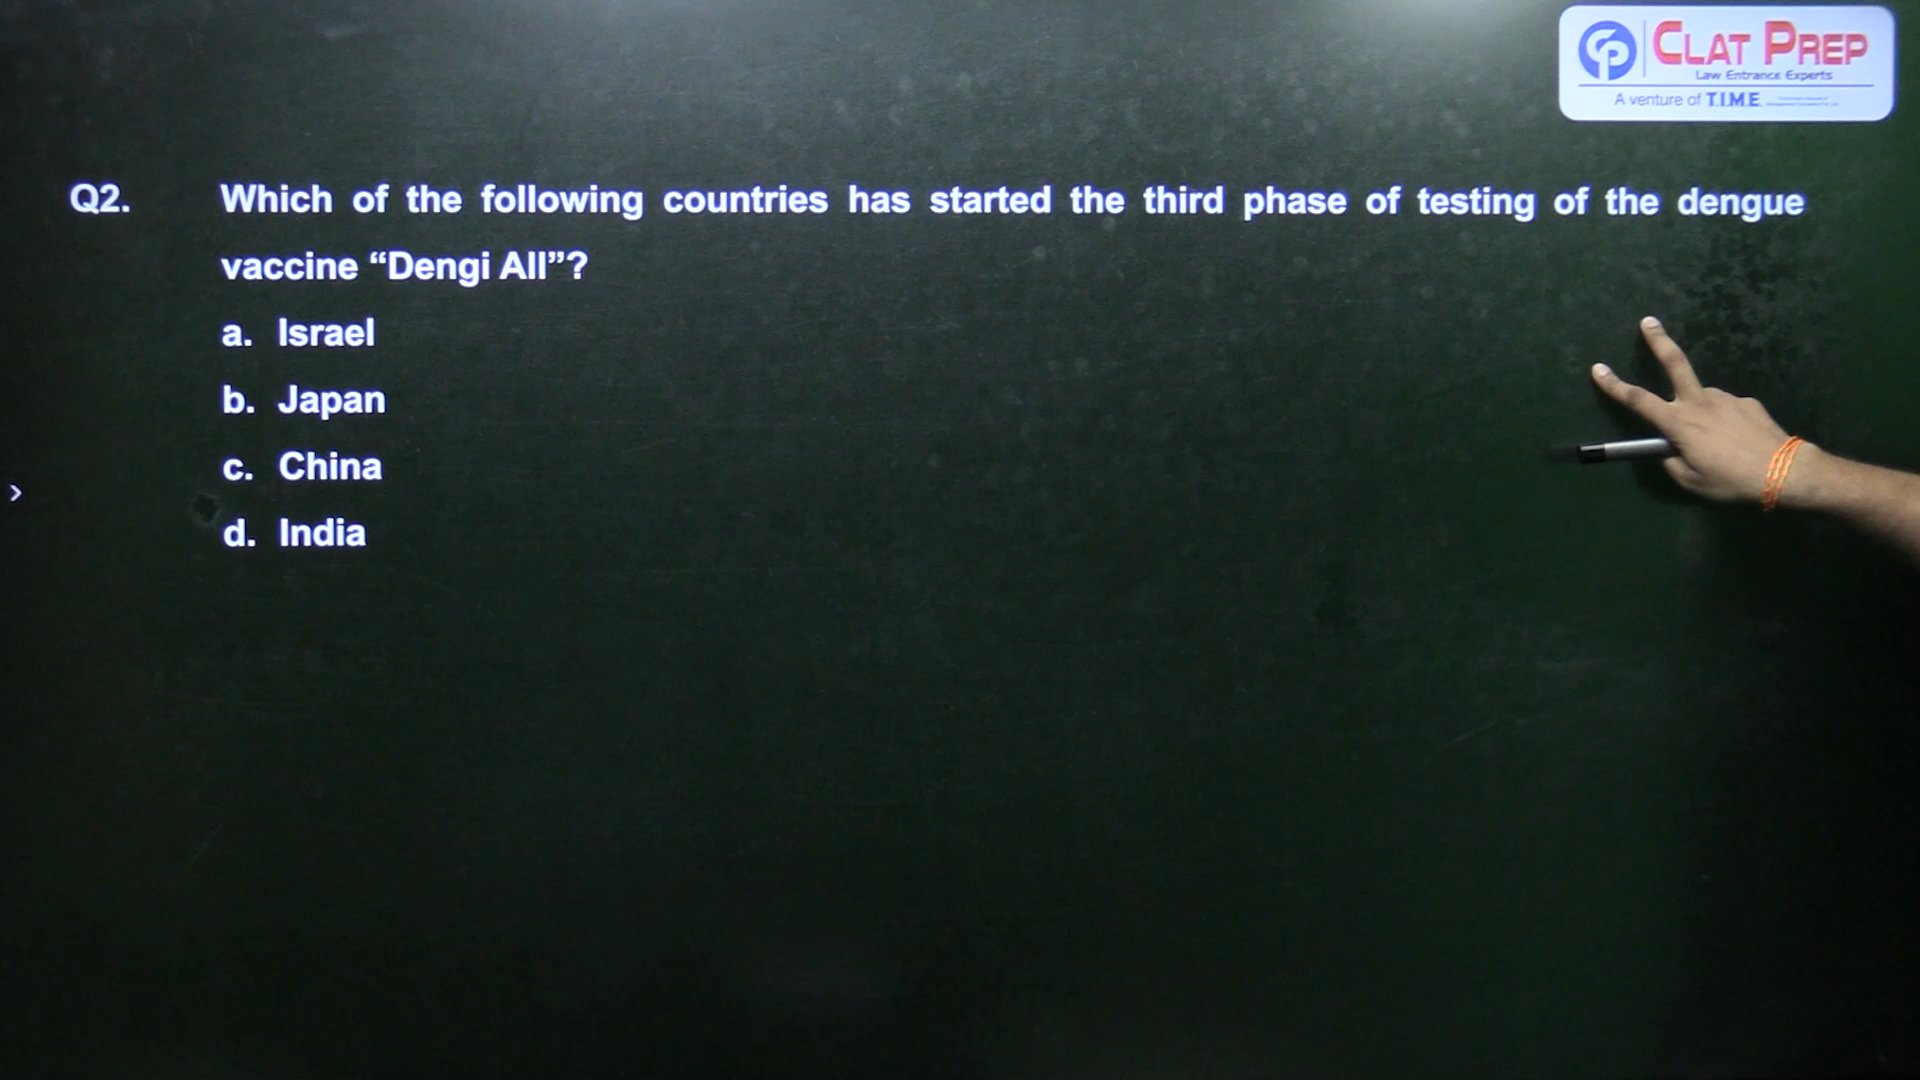 CLAT PREP
Law Entrance Experts
A venture of T.I.M.E.
Q2. Which of the following countries has started the third phase of testing of the dengue
vaccine “Dengi All”?
a. Israel
b. Japan
c. China
d. India